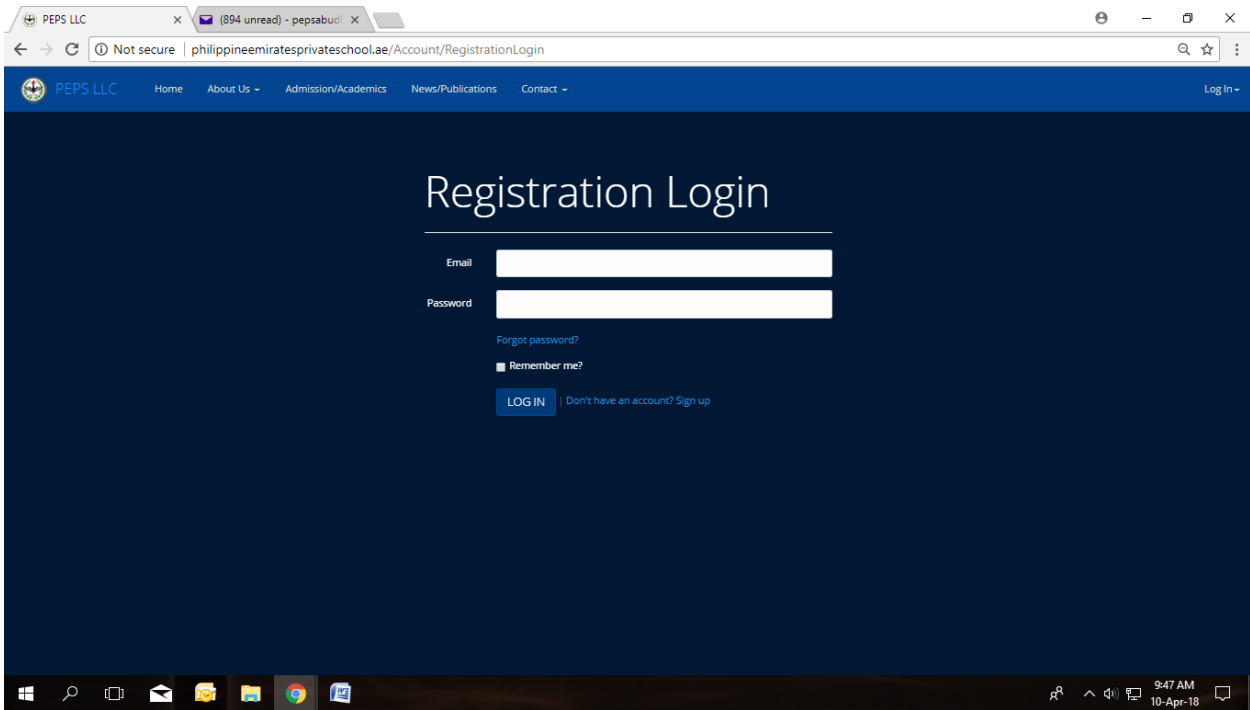 PEPS LLC
(894 unread) - pepsabud
Not secure | philippineemiratesprivateschool.ae/Account/RegistrationLogin
PEPS LLC Home About Us Admission/Academics News/Publications Contact Log In
Registration Login
Email
Password
Forgot password?
Remember me?
LOG IN | Don't have an account? Sign up
9:47 AM
10-Apr-18